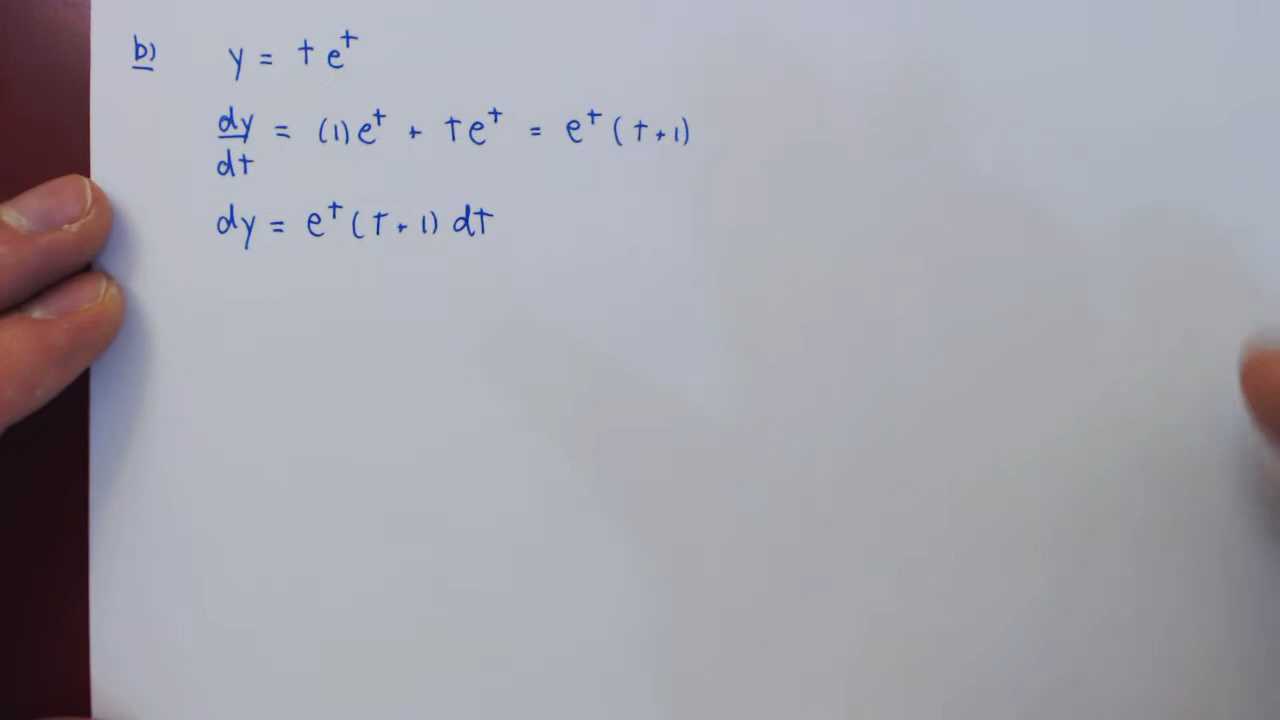 b) y = t e^t
dy/dt = (1)e^t + te^t = e^t (t+1)
dy = e^t (t+1) dt